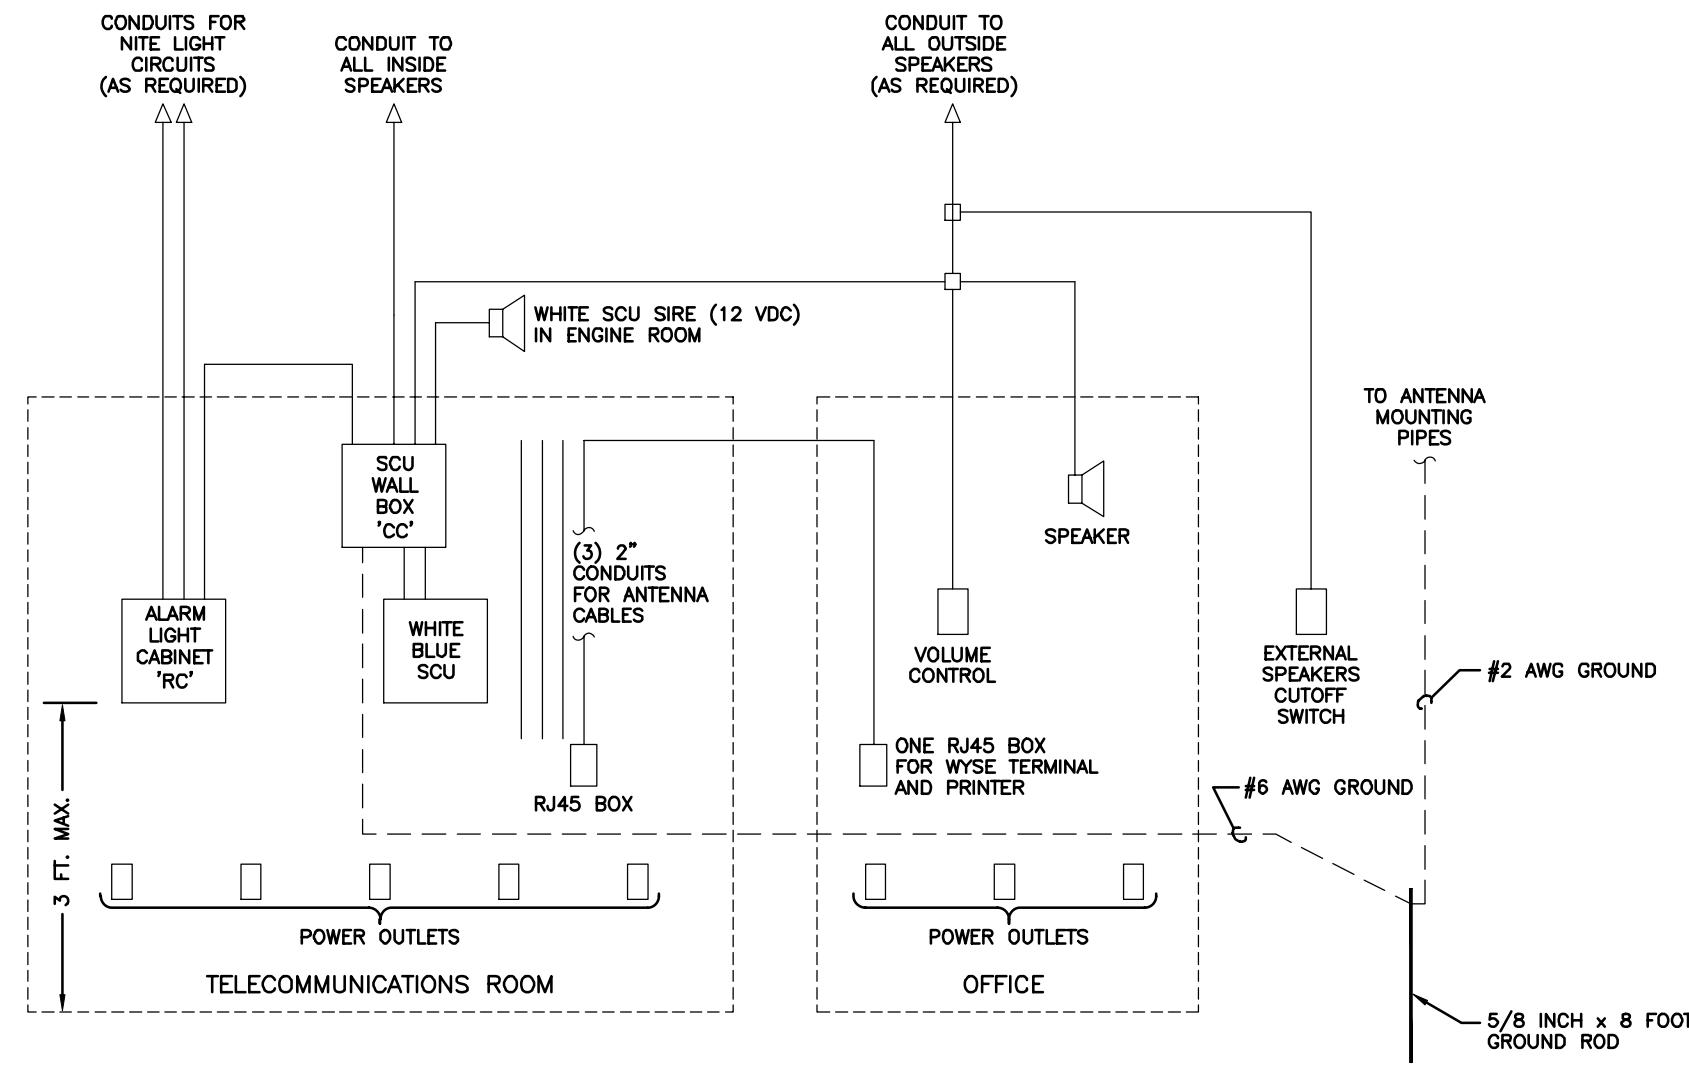 CONDUITS FOR
NITE LIGHT
CIRCUITS
(AS REQUIRED)
CONDUIT TO
ALL INSIDE
SPEAKERS
CONDUIT TO
ALL OUTSIDE
SPEAKERS
(AS REQUIRED)
WHITE SCU SIRE (12 VDC)
IN ENGINE ROOM
TO ANTENNA
MOUNTING
PIPES
SCU
WALL
BOX
'CC'
SPEAKER
(3) 2"
CONDUITS
FOR ANTENNA
CABLES
ALARM
LIGHT
CABINET
'RC'
WHITE
BLUE
SCU
VOLUME
CONTROL
EXTERNAL
SPEAKERS
CUTOFF
SWITCH
#2 AWG GROUND
ONE RJ45 BOX
FOR WYSE TERMINAL
AND PRINTER
RJ45 BOX
#6 AWG GROUND
3 FT. MAX.
POWER OUTLETS
POWER OUTLETS
TELECOMMUNICATIONS ROOM
OFFICE
5/8 INCH x 8 FOOT
GROUND ROD